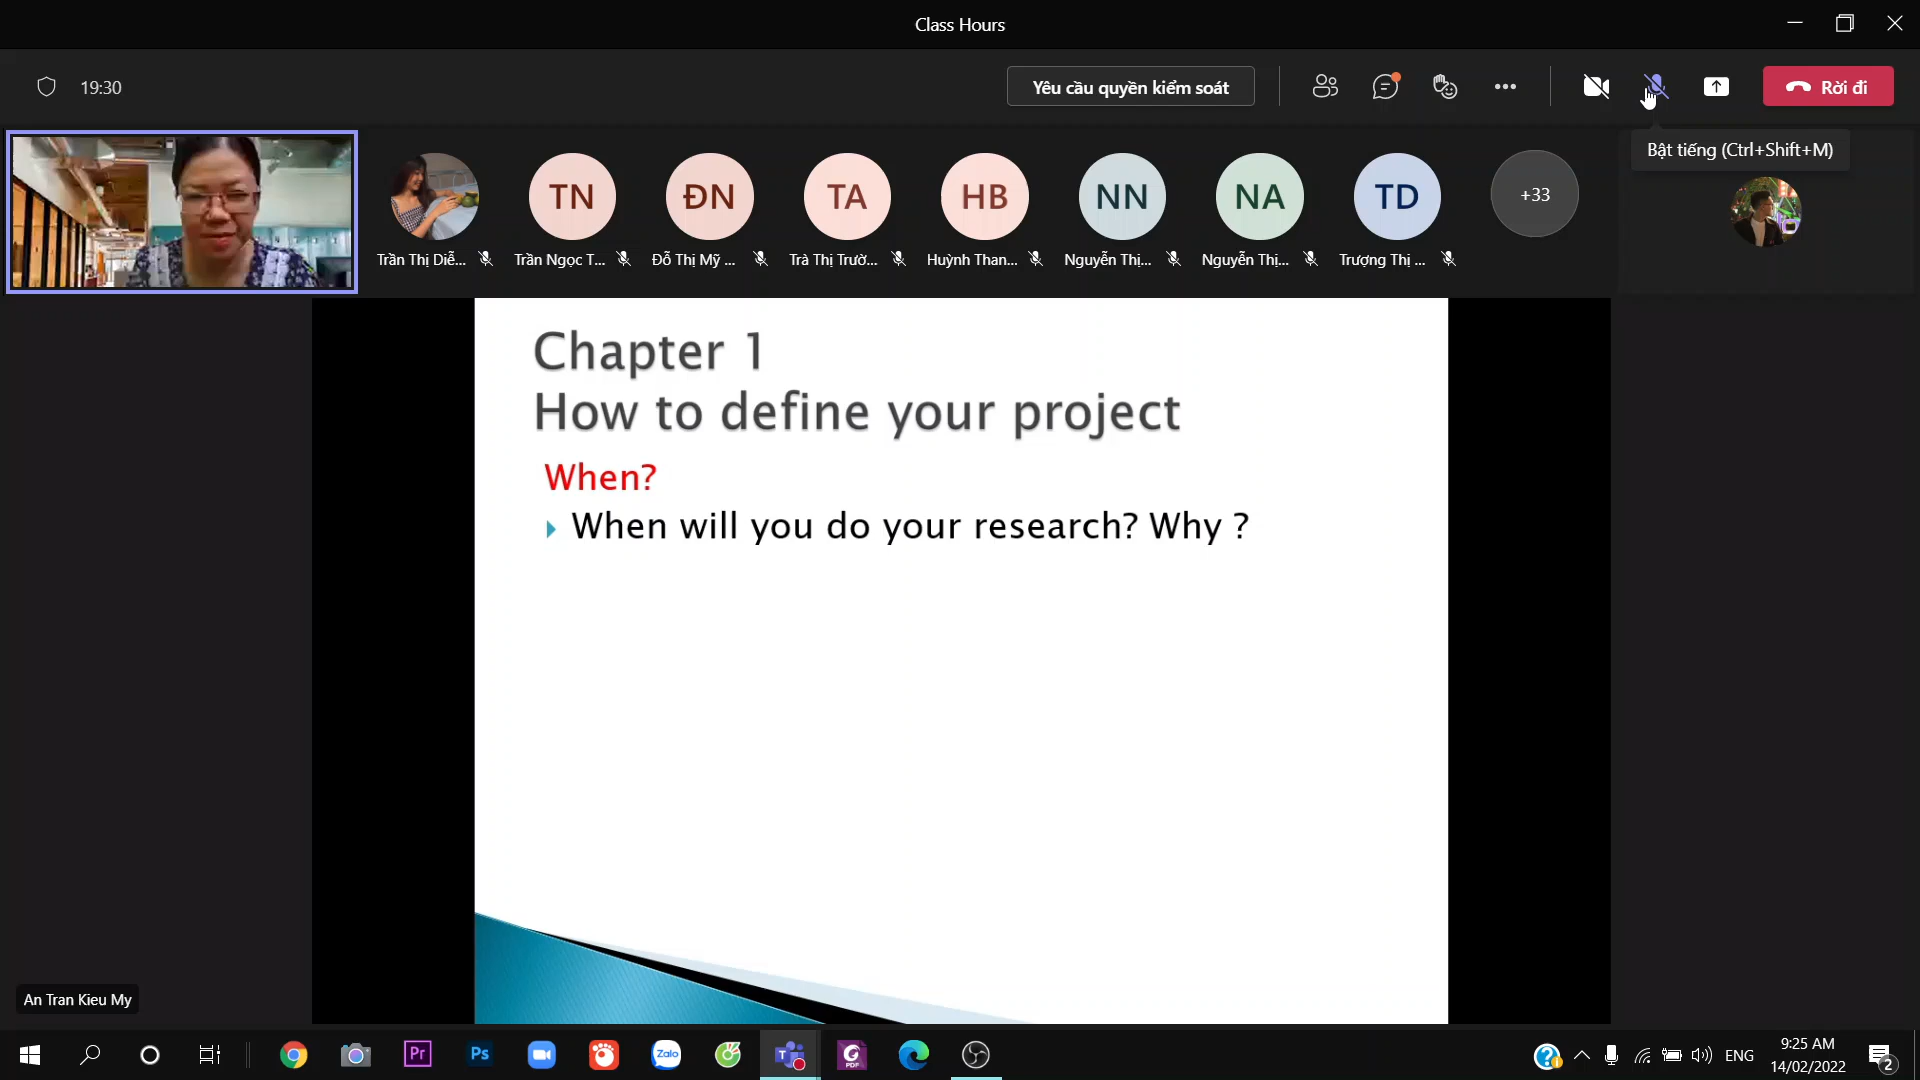 Class Hours
19:30
Yêu cầu quyền kiểm soát
Rời đi
Bật tiếng (Ctrl+Shift+M)
TN
ĐN
TA
HB
NN
NA
TD
+33
Trần Thị Diễ...
Trần Ngọc T...
Đỗ Thị Mỹ ...
Trà Thị Trườ...
Huỳnh Than...
Nguyễn Thị...
Nguyễn Thị...
Trượng Thị ...
Chapter 1
How to define your project
When?
When will you do your research? Why ?
An Tran Kieu My
Pr
Ps
Zalo
PDF
ENG
9:25 AM
14/02/2022
2